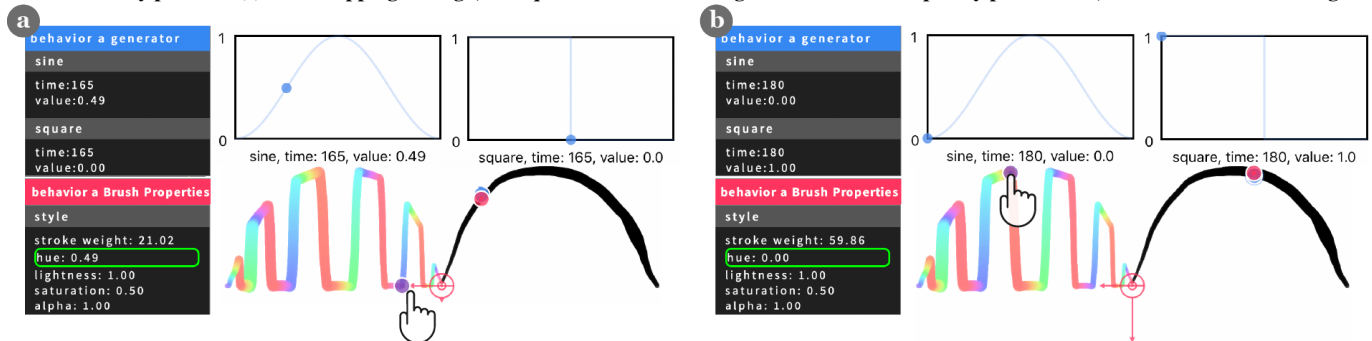 a
behavior a generator
sine
time:165
value:0.49
square
time:165
value:0.00
behavior a Brush Properties
style
stroke weight: 21.02
hue: 0.49
lightness: 1.00
saturation: 0.50
alpha: 1.00
1
0
sine, time: 165, value: 0.49
1
0
square, time: 165, value: 0.0
b
behavior a generator
sine
time:180
value:0.00
square
time:180
value:1.00
behavior a Brush Properties
style
stroke weight: 59.86
hue: 0.00
lightness: 1.00
saturation: 0.50
alpha: 1.00
1
0
sine, time: 180, value: 0.0
1
0
square, time: 180, value: 1.0